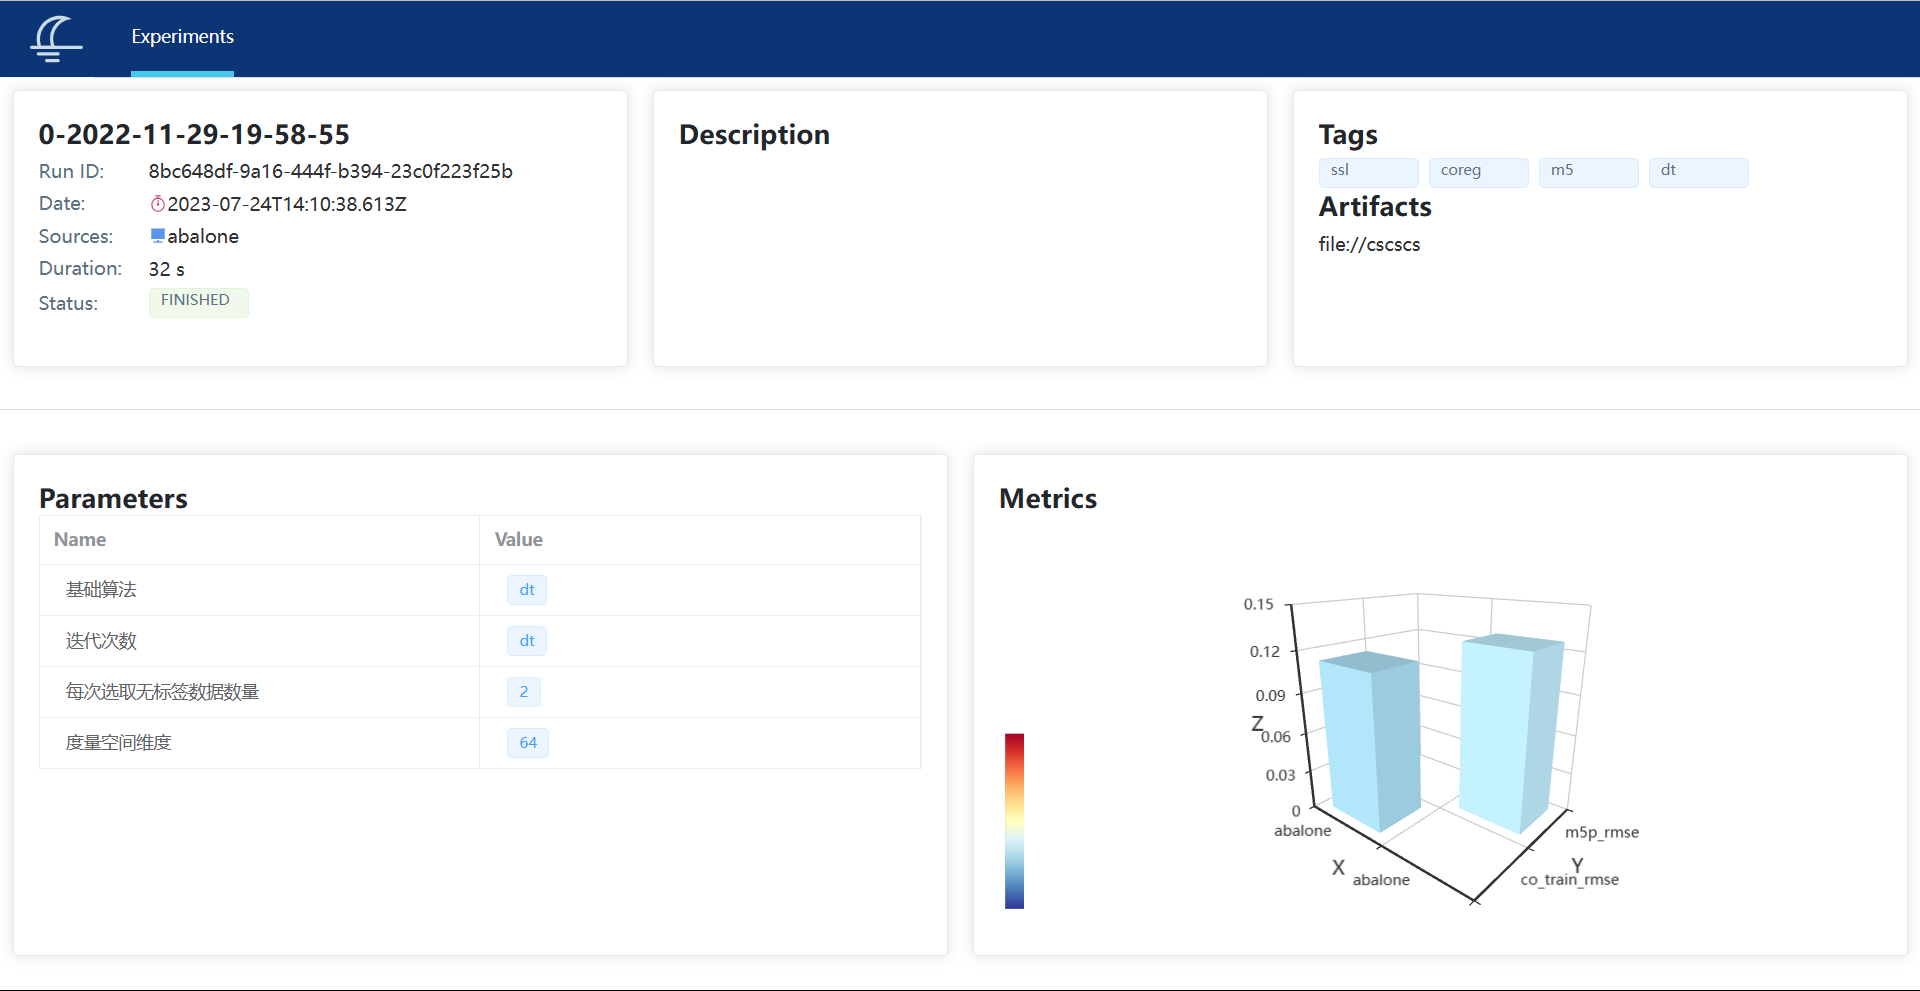 Experiments
0-2022-11-29-19-58-55
Run ID: 8bc648df-9a16-444f-b394-23c0f223f25b
Date: 2023-07-24T14:10:38.613Z
Sources: abalone
Duration: 32 s
Status: FINISHED
Description
Tags
ssl coreg m5 dt
Artifacts
file://cscscs
Parameters
Name Value
基础算法 dt
迭代次数 dt
每次选取无标签数据数量 2
度量空间维度 64
Metrics
0.15
0.12
0.09
Z
0.06
0.03
0
abalone
m5p_rmse
X
Y
abalone
co_train_rmse